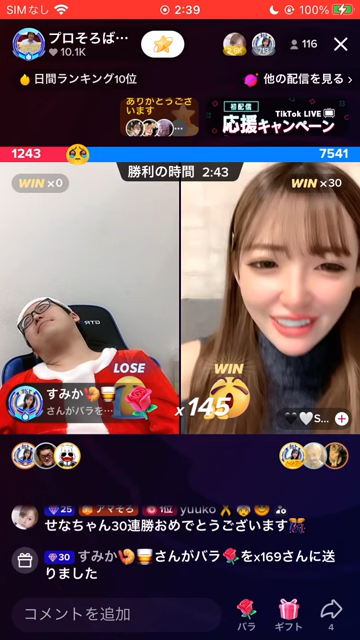 SIMなし
2:39
100%
プロそろば…
10.1K
116
日間ランキング10位
他の配信を見る
ありがとうござ
います
初配信
TikTok LIVE
応援キャンペーン
1243
7541
WIN x0
勝利の時間 2:43
WIN x30
GTR
LOSE
WIN
すみか
さんがバラを…
x145
S...
25
アマそろ
1位
yuuko
せなちゃん30連勝おめでとうございます
30 すみか さんがバラ をx169さんに送
りました
コメントを追加
バラ
ギフト
4